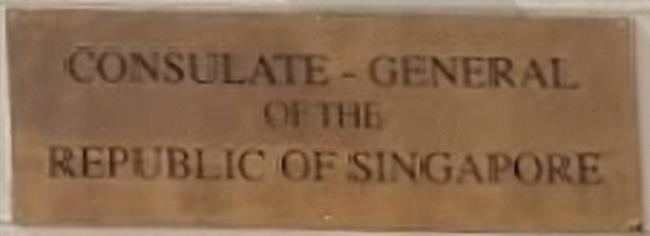 CONSULATE - GENERAL
OF THE
REPUBLIC OF SINGAPORE